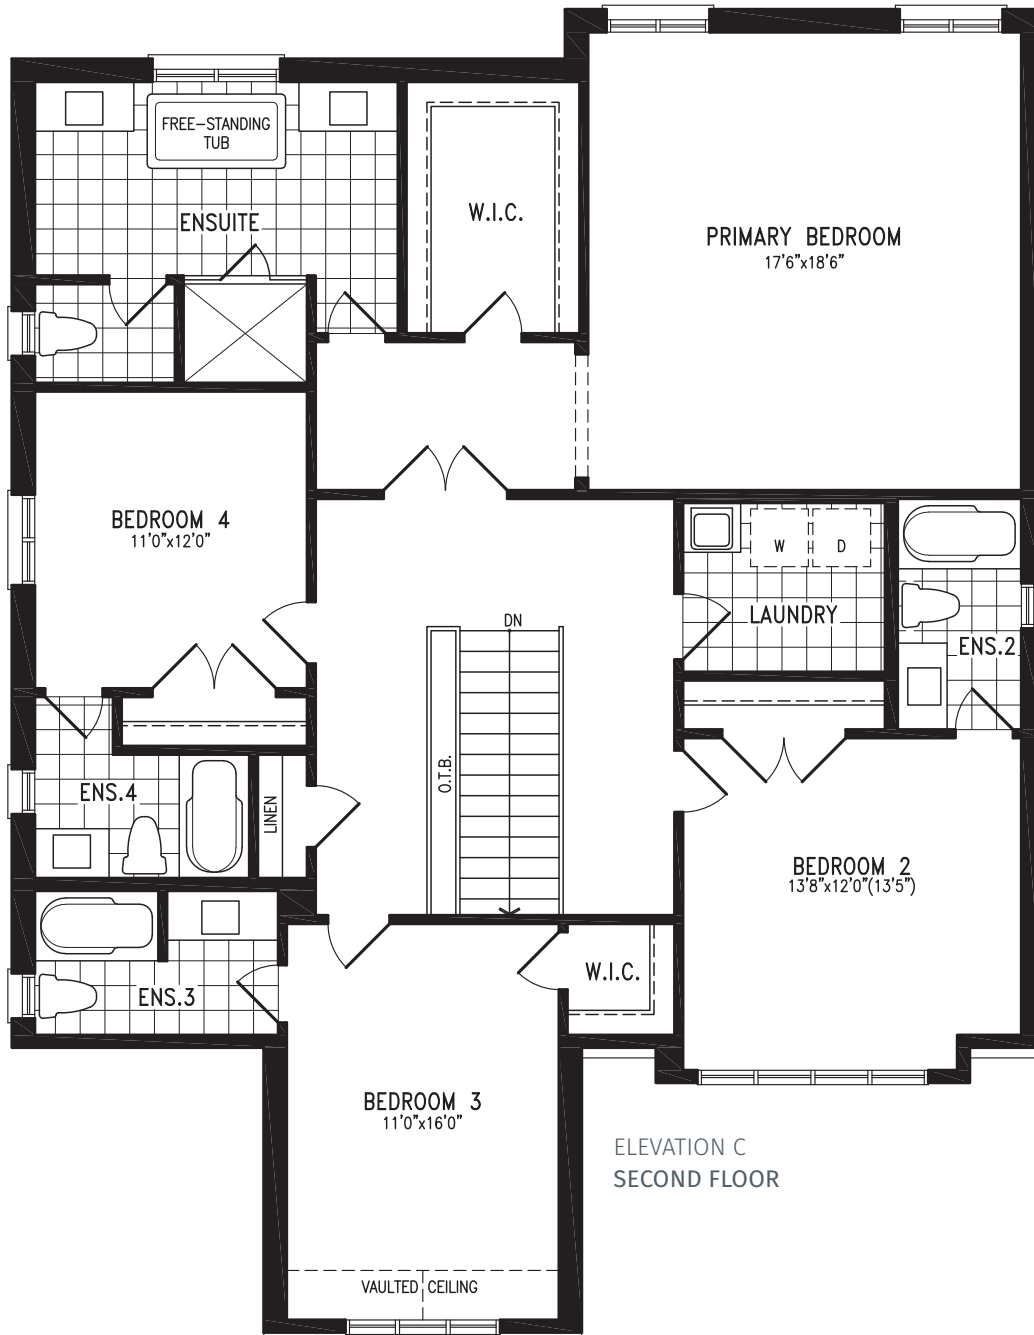 FREE-STANDING
TUB
ENSUITE
W.I.C.
PRIMARY BEDROOM
17'6"x18'6"
BEDROOM 4
11'0"x12'0"
W
D
LAUNDRY
DN
ENS.2
O.T.B.
ENS.4
LINEN
BEDROOM 2
13'8"x12'0"(13'5")
W.I.C.
ENS.3
BEDROOM 3
11'0"x16'0"
ELEVATION C
SECOND FLOOR
VAULTED CEILING